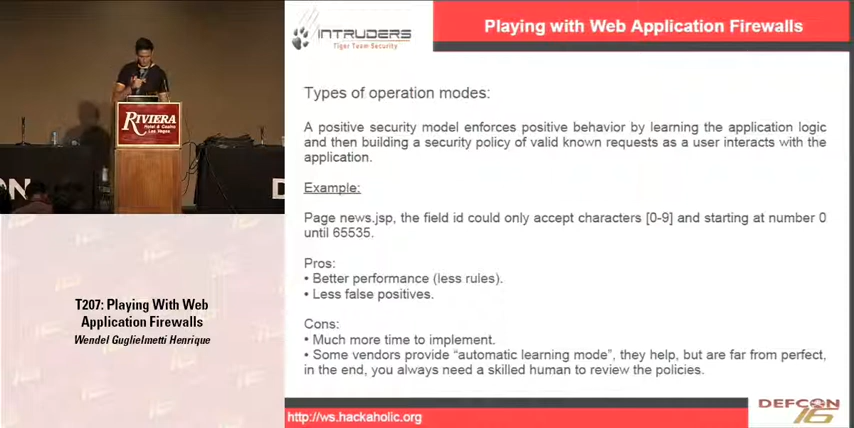 INTRUDERS
Tiger Team Security
Playing with Web Application Firewalls
Types of operation modes:
A positive security model enforces positive behavior by learning the application logic
and then building a security policy of valid known requests as a user interacts with the
application.
Example:
Page news.jsp, the field id could only accept characters [0-9] and starting at number 0
until 65535.
Pros:
• Better performance (less rules).
• Less false positives.
Cons:
• Much more time to implement.
• Some vendors provide “automatic learning mode”, they help, but are far from perfect,
in the end, you always need a skilled human to review the policies.
RIVIERA
Hotel & Casino
Las Vegas
ON
D
T207: Playing With Web
Application Firewalls
Wendel Guglielmetti Henrique
http://ws.hackaholic.org
DEFCON
16